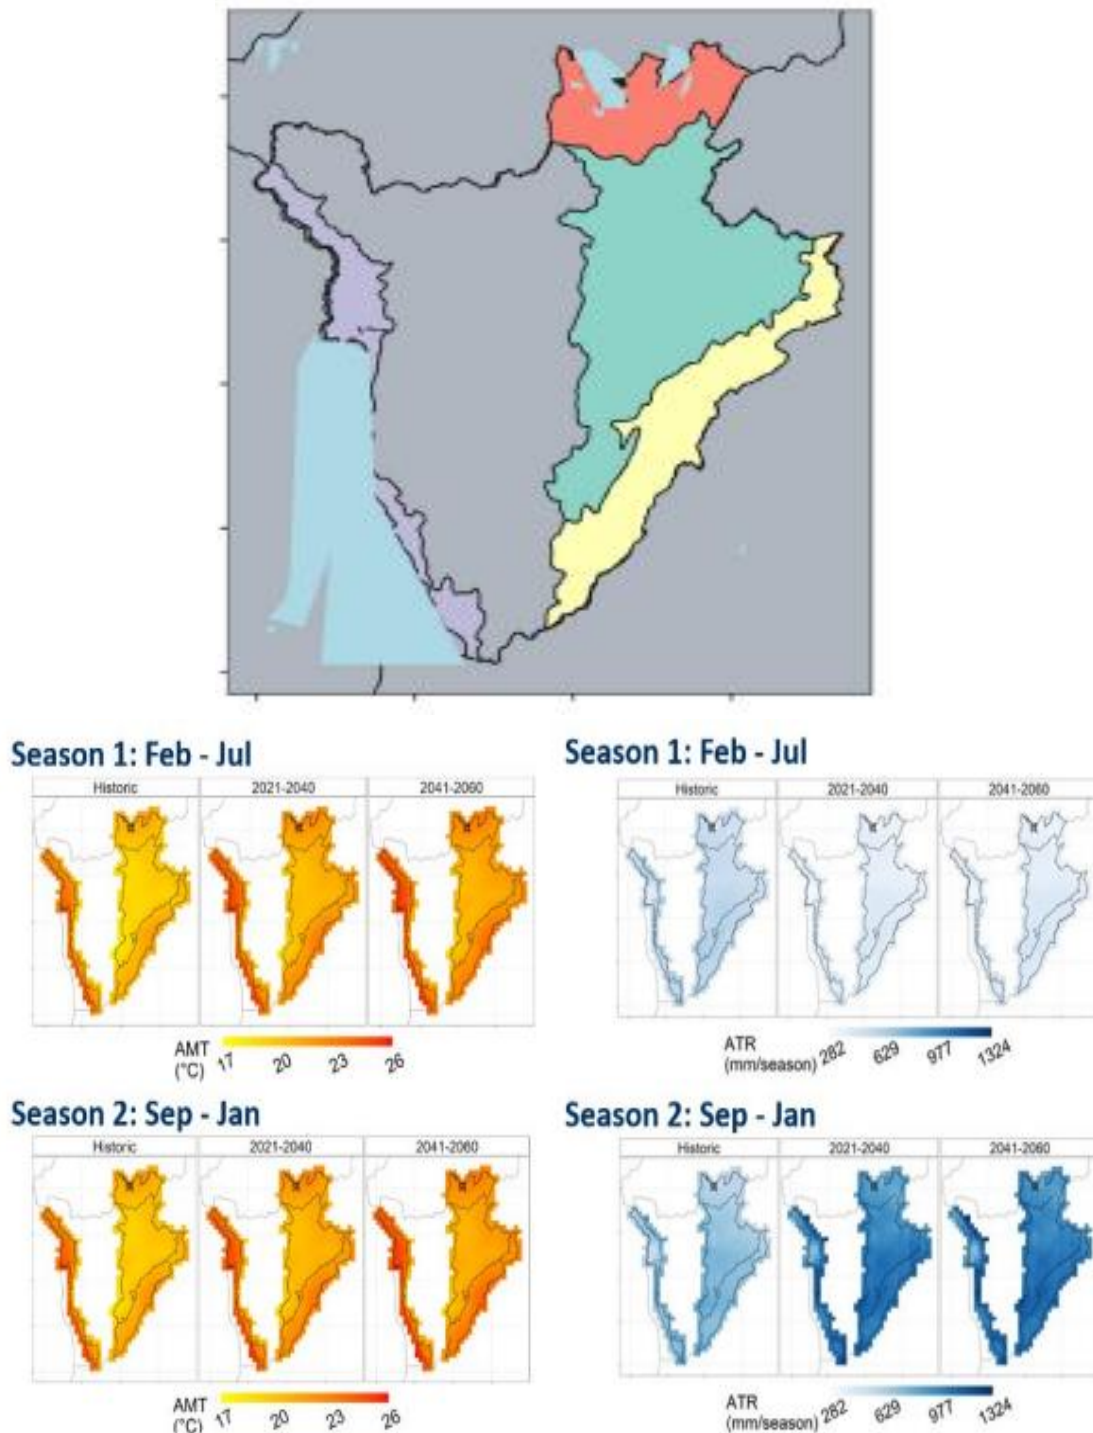 Season 1: Feb - Jul
Historic 2021-2040 2041-2060
AMT
(°C) 17 20 23 26
Season 1: Feb - Jul
Historic 2021-2040 2041-2060
ATR
(mm/season) 282 629 977 1324
Season 2: Sep - Jan
Historic 2021-2040 2041-2060
AMT
(°C) 17 20 23 26
Season 2: Sep - Jan
Historic 2021-2040 2041-2060
ATR
(mm/season) 282 629 977 1324